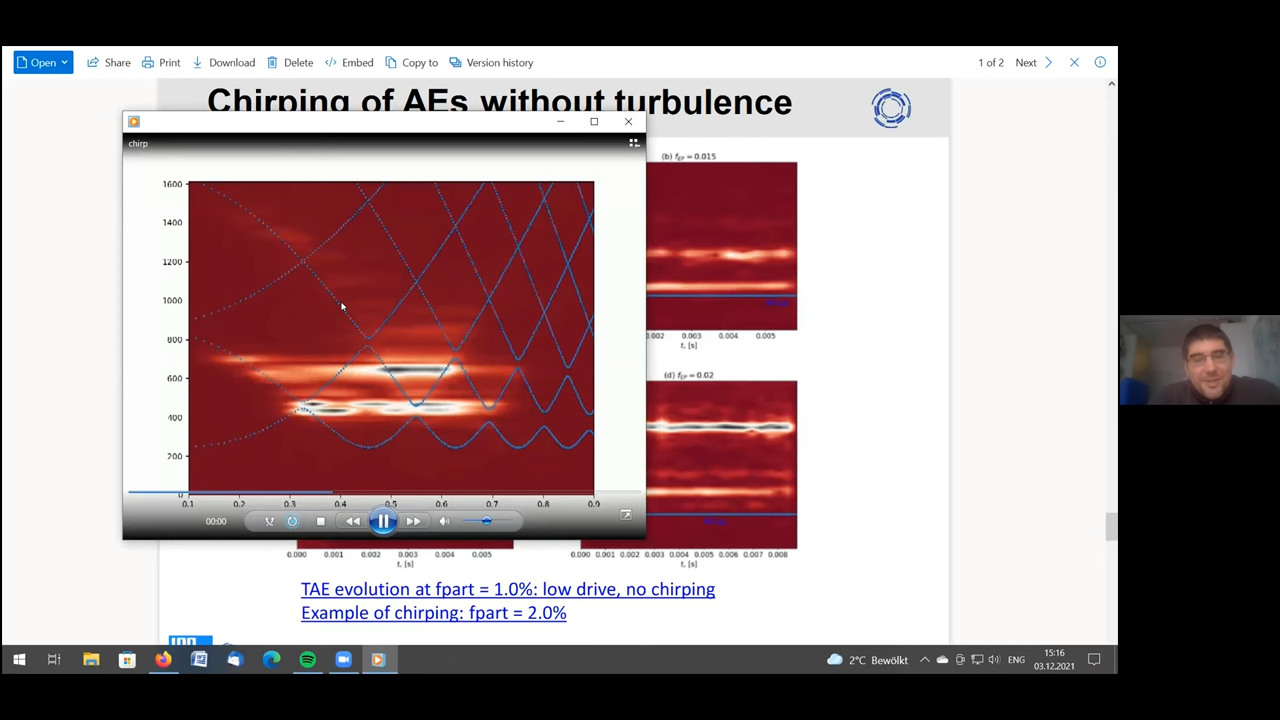 Open
Share
Print
Download
Delete
Embed
Copy to
Version history
1 of 2
Next
Chirping of AEs without turbulence
chirp
1600
1400
1200
1000
800
600
400
200
0
0.1 0.2 0.3 0.4 0.5 0.6 0.7 0.8 0.9
00:00
(b) fEP = 0.015
0.002 0.003 0.004 0.005
t, [s]
(d) fEP = 0.02
0.000 0.001 0.002 0.003 0.004 0.005
t, [s]
0.000 0.001 0.002 0.003 0.004 0.005 0.006 0.007 0.008
t, [s]
TAE evolution at fpart = 1.0%: low drive, no chirping
Example of chirping: fpart = 2.0%
2°C Bewölkt
ENG
15:16
03.12.2021